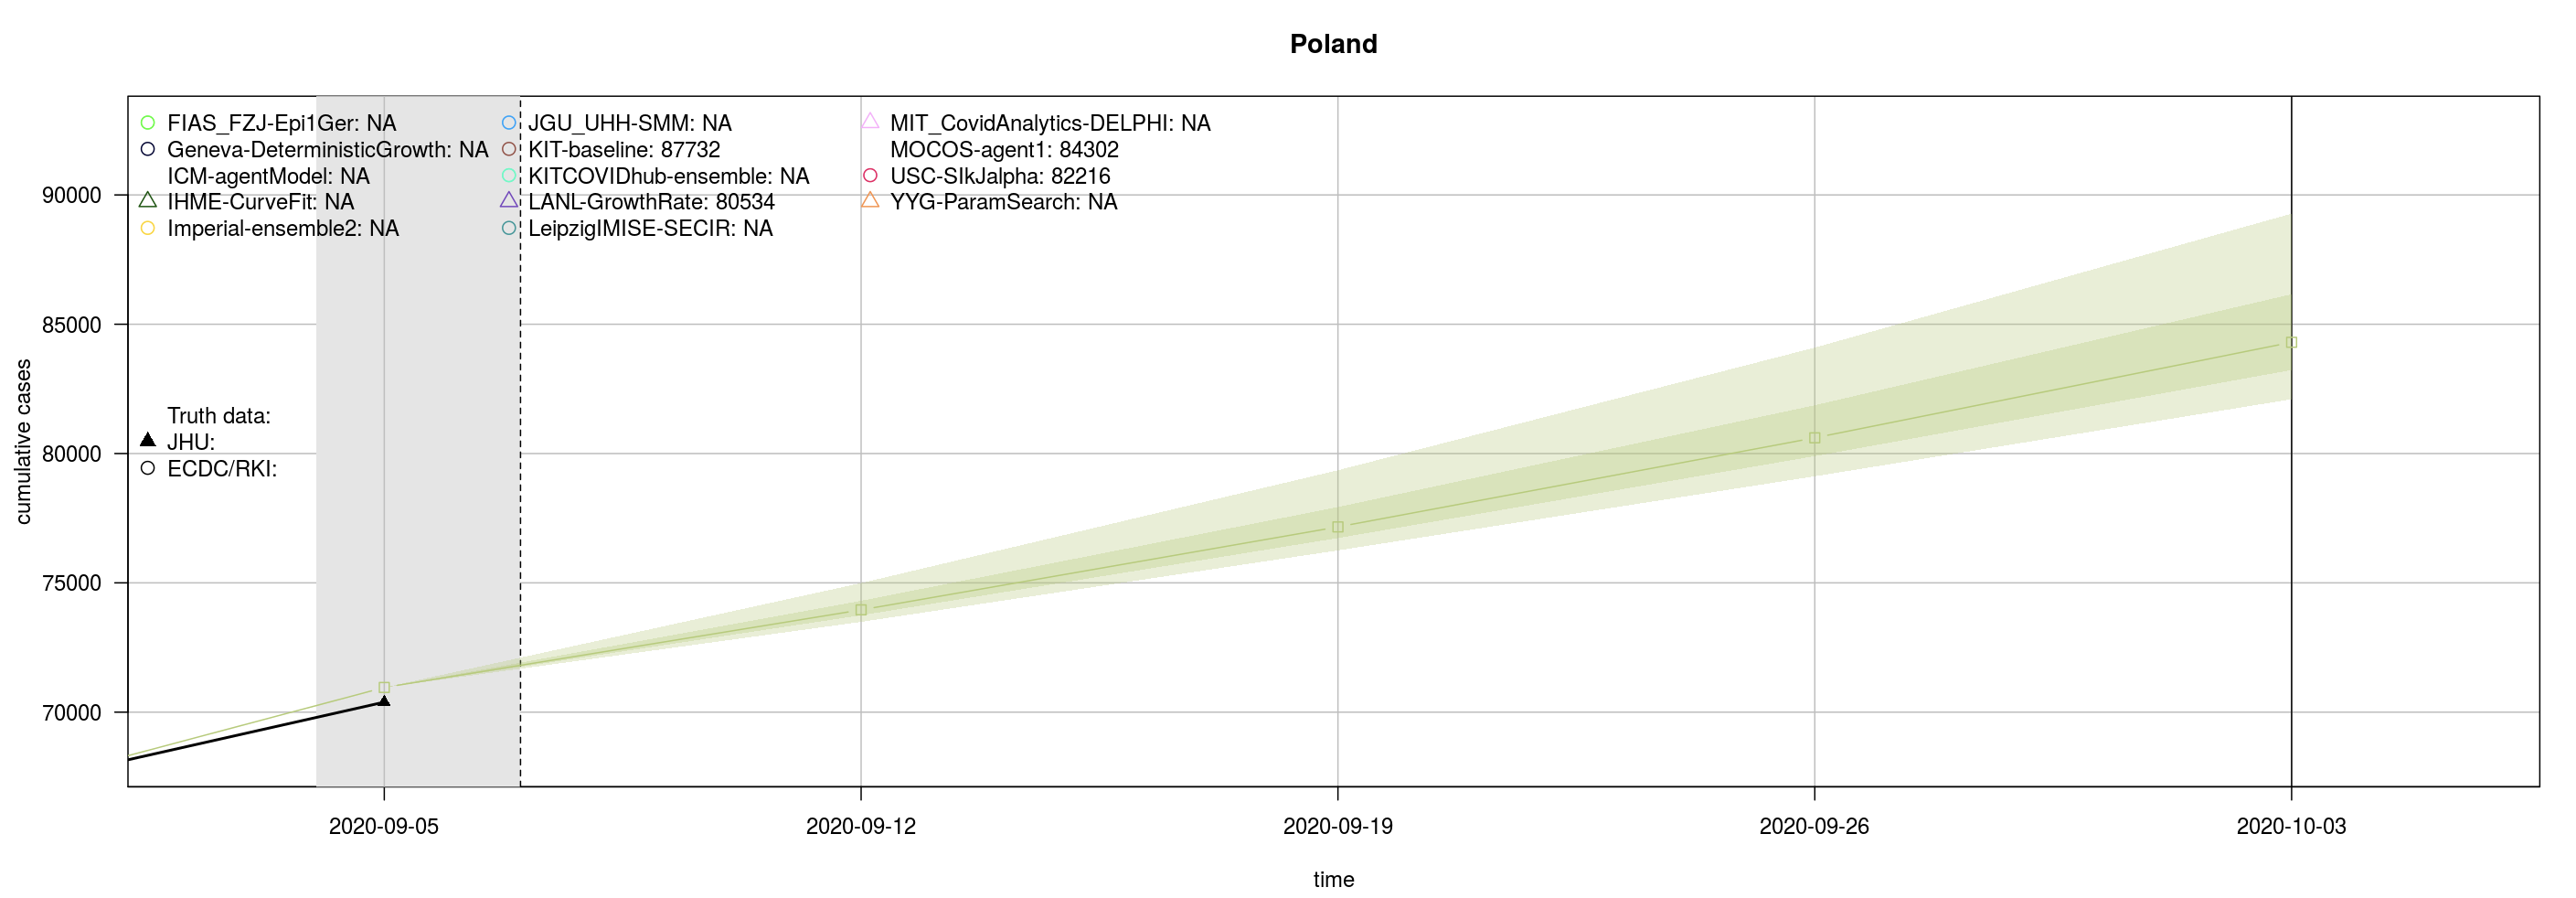 Poland
FIAS_FZJ-Epi1Ger: NA
Geneva-DeterministicGrowth: NA
ICM-agentModel: NA
IHME-CurveFit: NA
Imperial-ensemble2: NA
JGU_UHH-SMM: NA
KIT-baseline: 87732
KITCOVIDhub-ensemble: NA
LANL-GrowthRate: 80534
LeipzigIMISE-SECIR: NA
MIT_CovidAnalytics-DELPHI: NA
MOCOS-agent1: 84302
USC-SIkJalpha: 82216
YYG-ParamSearch: NA
Truth data:
JHU:
ECDC/RKI:
cumulative cases
90000
85000
80000
75000
70000
2020-09-05
2020-09-12
2020-09-19
2020-09-26
2020-10-03
time